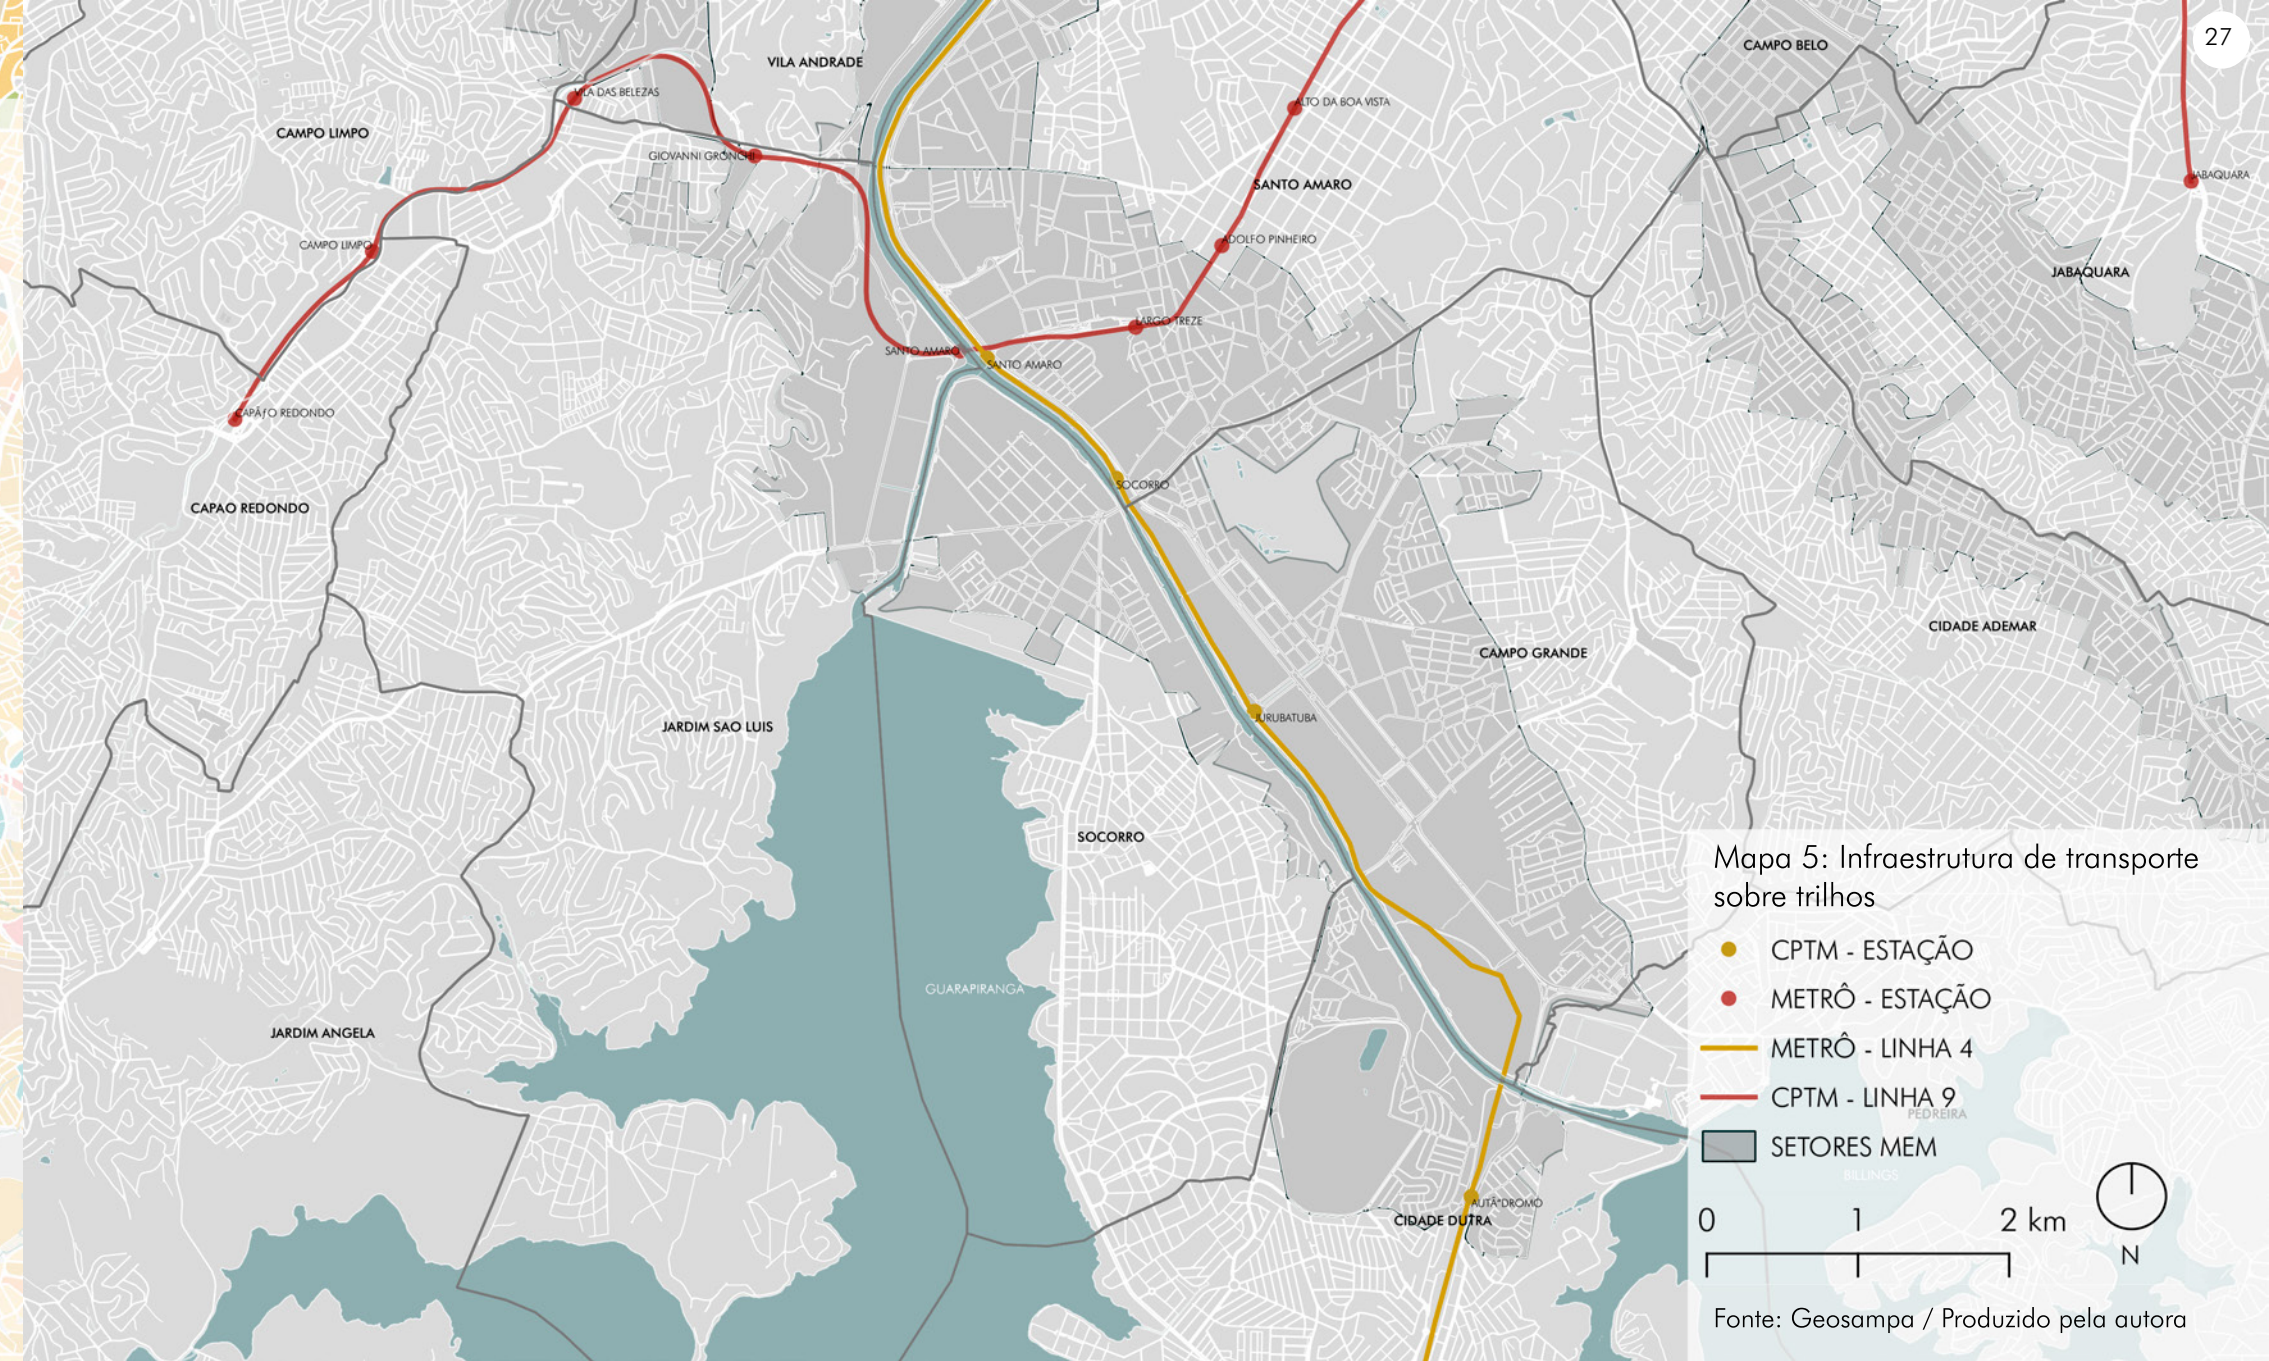 27
CAMPO BELO
VILA ANDRADE
VILA DAS BELEZAS
ALTO DA BOA VISTA
CAMPO LIMPO
GIOVANNI GRONCHI
JABAQUARA
SANTO AMARO
CAMPO LIMPO
ADOLFO PINHEIRO
JABAQUARA
LARGO TREZE
SANTO AMARO
SANTO AMARO
CAPÃƒO REDONDO
SOCORRO
CAPAO REDONDO
CIDADE ADEMAR
CAMPO GRANDE
JURUBATUBA
JARDIM SAO LUIS
SOCORRO
GUARAPIRANGA
JARDIM ANGELA
AUTÃ“DROMO
CIDADE DUTRA
Mapa 5: Infraestrutura de transporte
sobre trilhos
CPTM - ESTAÇÃO
METRÔ - ESTAÇÃO
METRÔ - LINHA 4
CPTM - LINHA 9
PEDREIRA
SETORES MEM
BILLINGS
0 1 2 km
N
Fonte: Geosampa / Produzido pela autora